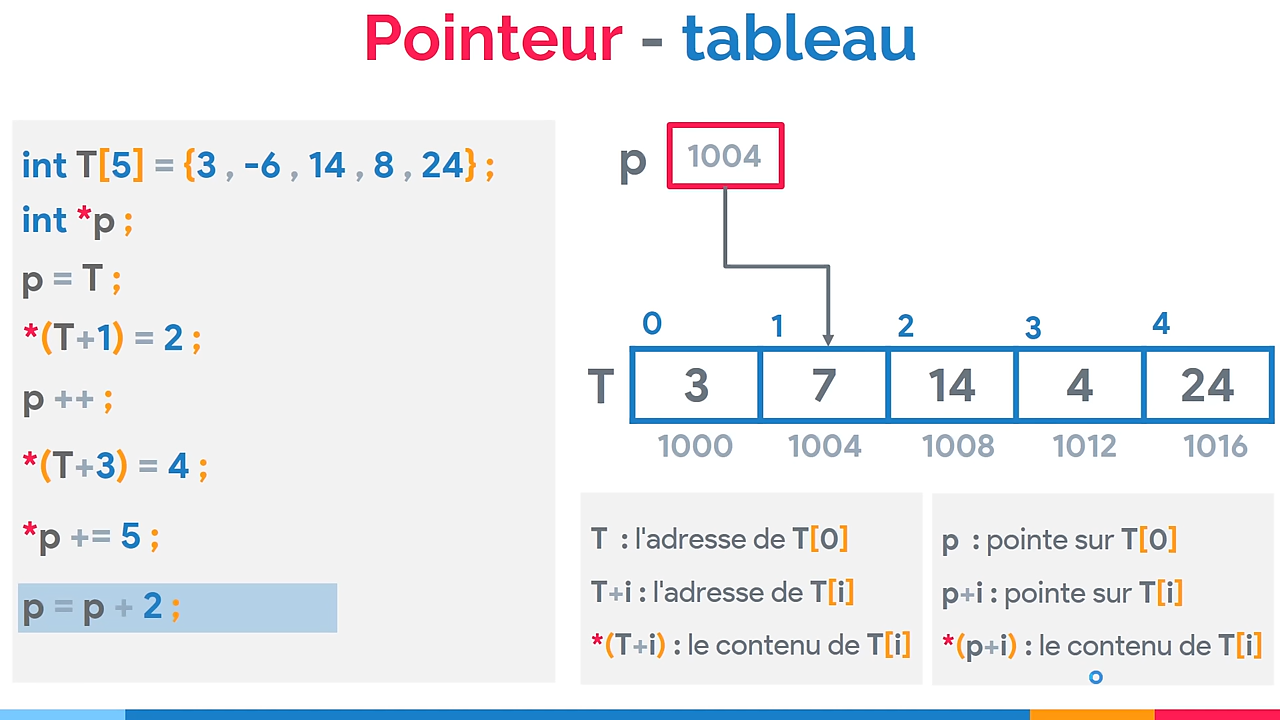 Pointeur - tableau
int T[5] = {3 , -6 , 14 , 8 , 24} ;
int *p ;
p = T ;
*(T+1) = 2 ;
p ++ ;
*(T+3) = 4 ;
*p += 5 ;
p = p + 2 ;
p 1004
0 1 2 3 4
T 3 7 14 4 24
1000 1004 1008 1012 1016
T : l'adresse de T[0]
T+i : l'adresse de T[i]
*(T+i) : le contenu de T[i]
p : pointe sur T[0]
p+i : pointe sur T[i]
*(p+i) : le contenu de T[i]